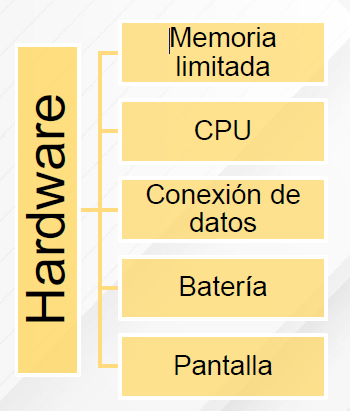 Hardware
Memoria
limitada
CPU
Conexión de
datos
Batería
Pantalla